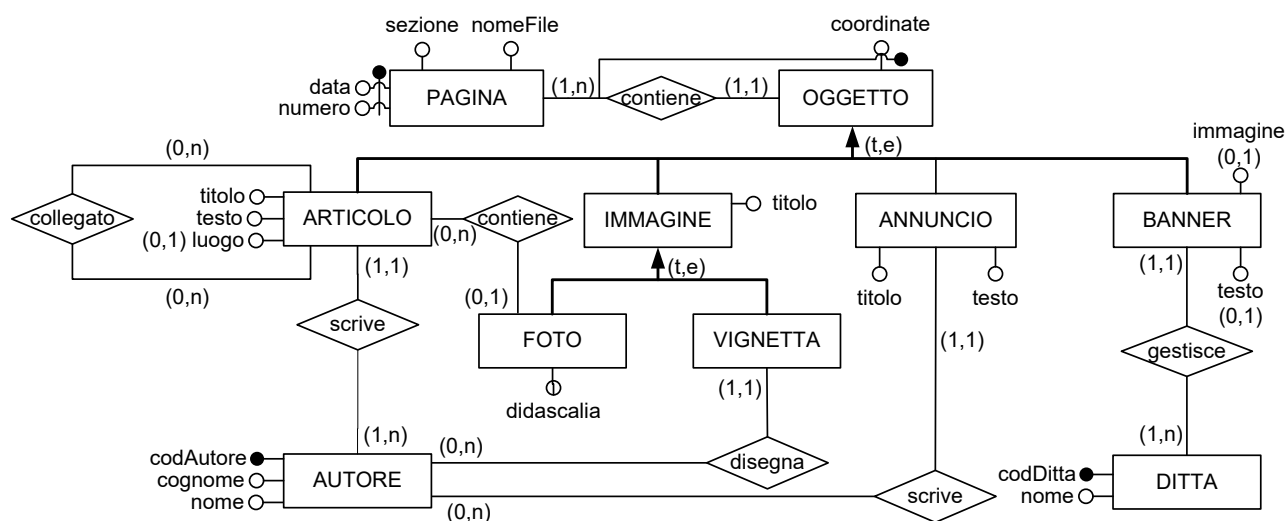 sezione nomeFile coordinate
data
numero
PAGINA (1,n) contiene (1,1) OGGETTO
(t,e)
immagine
(0,1)
(0,n)
collegato
titolo
testo
(0,1) luogo
ARTICOLO
(0,n)
contiene
IMMAGINE titolo
ANNUNCIO
BANNER
(0,n)
(1,1)
(0,1)
(t,e)
titolo testo
(1,1)
testo
(0,1)
scrive
FOTO
VIGNETTA
(1,1)
gestisce
didascalia
(1,1)
(1,n)
(0,n)
(1,n)
codAutore
cognome
nome
AUTORE
disegna
(0,n)
scrive
codDitta
nome
DITTA